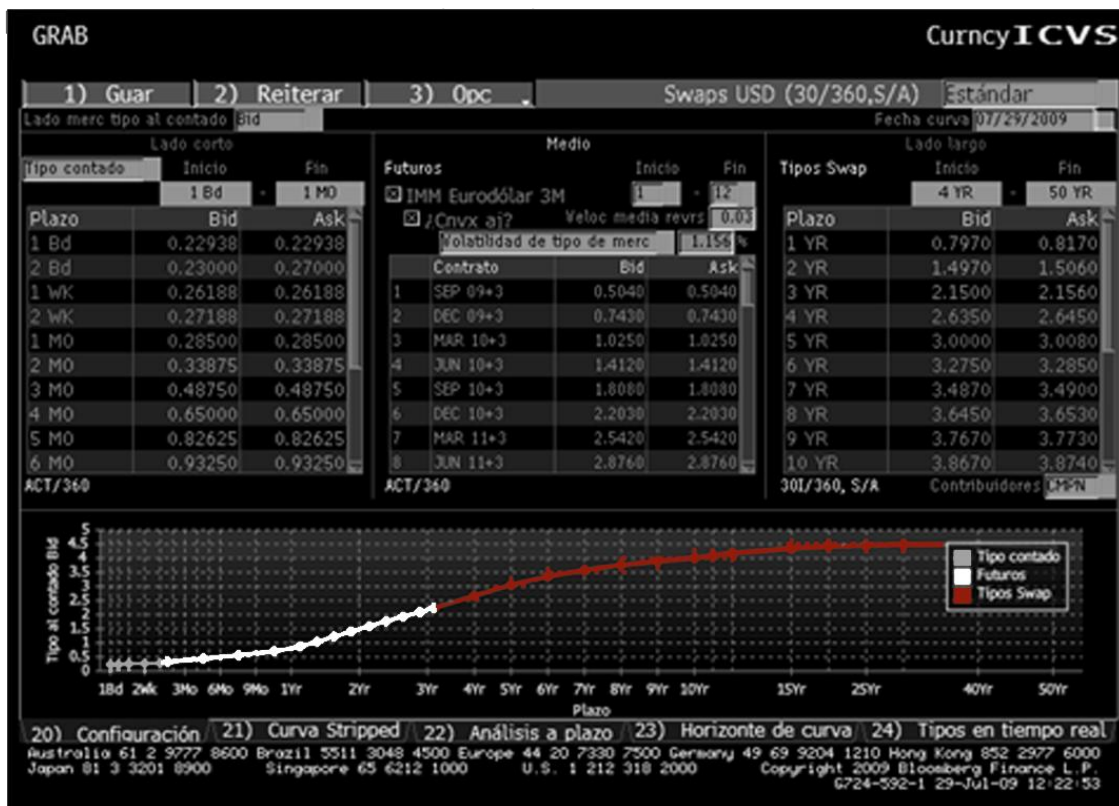 GRAB Curncy ICVS
1) Guar 2) Reiterar 3) Opc Swaps USD (30/360,S/A) Estándar
Lado merc tipo al contado Bid Fecha curva 07/29/2009
Lado corto Medio Lado largo
Tipo contado Inicio Fin Futuros Inicio Fin Tipos Swap Inicio Fin
1 Bd - 1 MO IMM Eurodólar 3M 1 - 12 4 YR - 50 YR
Plazo Bid Ask ¿Cnvx aj? Veloc media revrs 0.03 Plazo Bid Ask
1 Bd 0.22938 0.22938 Volatilidad de tipo de merc 1.156 % 1 YR 0.7970 0.8170
2 Bd 0.23000 0.27000 Contrato Bid Ask 2 YR 1.4970 1.5060
1 WK 0.26188 0.26188 1 SEP 09+3 0.5040 0.5040 3 YR 2.1500 2.1560
2 WK 0.27188 0.27188 2 DEC 09+3 0.7430 0.7430 4 YR 2.6350 2.6450
1 MO 0.28500 0.28500 3 MAR 10+3 1.0250 1.0250 5 YR 3.0000 3.0080
2 MO 0.33875 0.33875 4 JUN 10+3 1.4120 1.4120 6 YR 3.2750 3.2850
3 MO 0.48750 0.48750 5 SEP 10+3 1.8080 1.8080 7 YR 3.4870 3.4900
4 MO 0.65000 0.65000 6 DEC 10+3 2.2030 2.2030 8 YR 3.6450 3.6530
5 MO 0.82625 0.82625 7 MAR 11+3 2.5420 2.5420 9 YR 3.7670 3.7730
6 MO 0.93250 0.93250 8 JUN 11+3 2.8760 2.8760 10 YR 3.8670 3.8740
ACT/360 ACT/360 30I/360, S/A Contribuidores CMPN
Tipo al contado Bid
Tipo contado
Futuros
Tipos Swap
1Bd 2Wk 3Mo 6Mo 9Mo 1Yr 2Yr 3Yr 4Yr 5Yr 6Yr 7Yr 8Yr 9Yr 10Yr 15Yr 25Yr 40Yr 50Yr
Plazo
20) Configuración 21) Curva Stripped 22) Análisis a plazo 23) Horizonte de curva 24) Tipos en tiempo real
Australia 61 2 9777 8600 Brazil 5511 3048 4500 Europe 44 20 7330 7500 Germany 49 69 9204 1210 Hong Kong 852 2977 6000
Japan 81 3 3201 8900 Singapore 65 6212 1000 U.S. 1 212 318 2000 Copyright 2009 Bloomberg Finance L.P.
G724-592-1 29-Jul-09 12:22:53